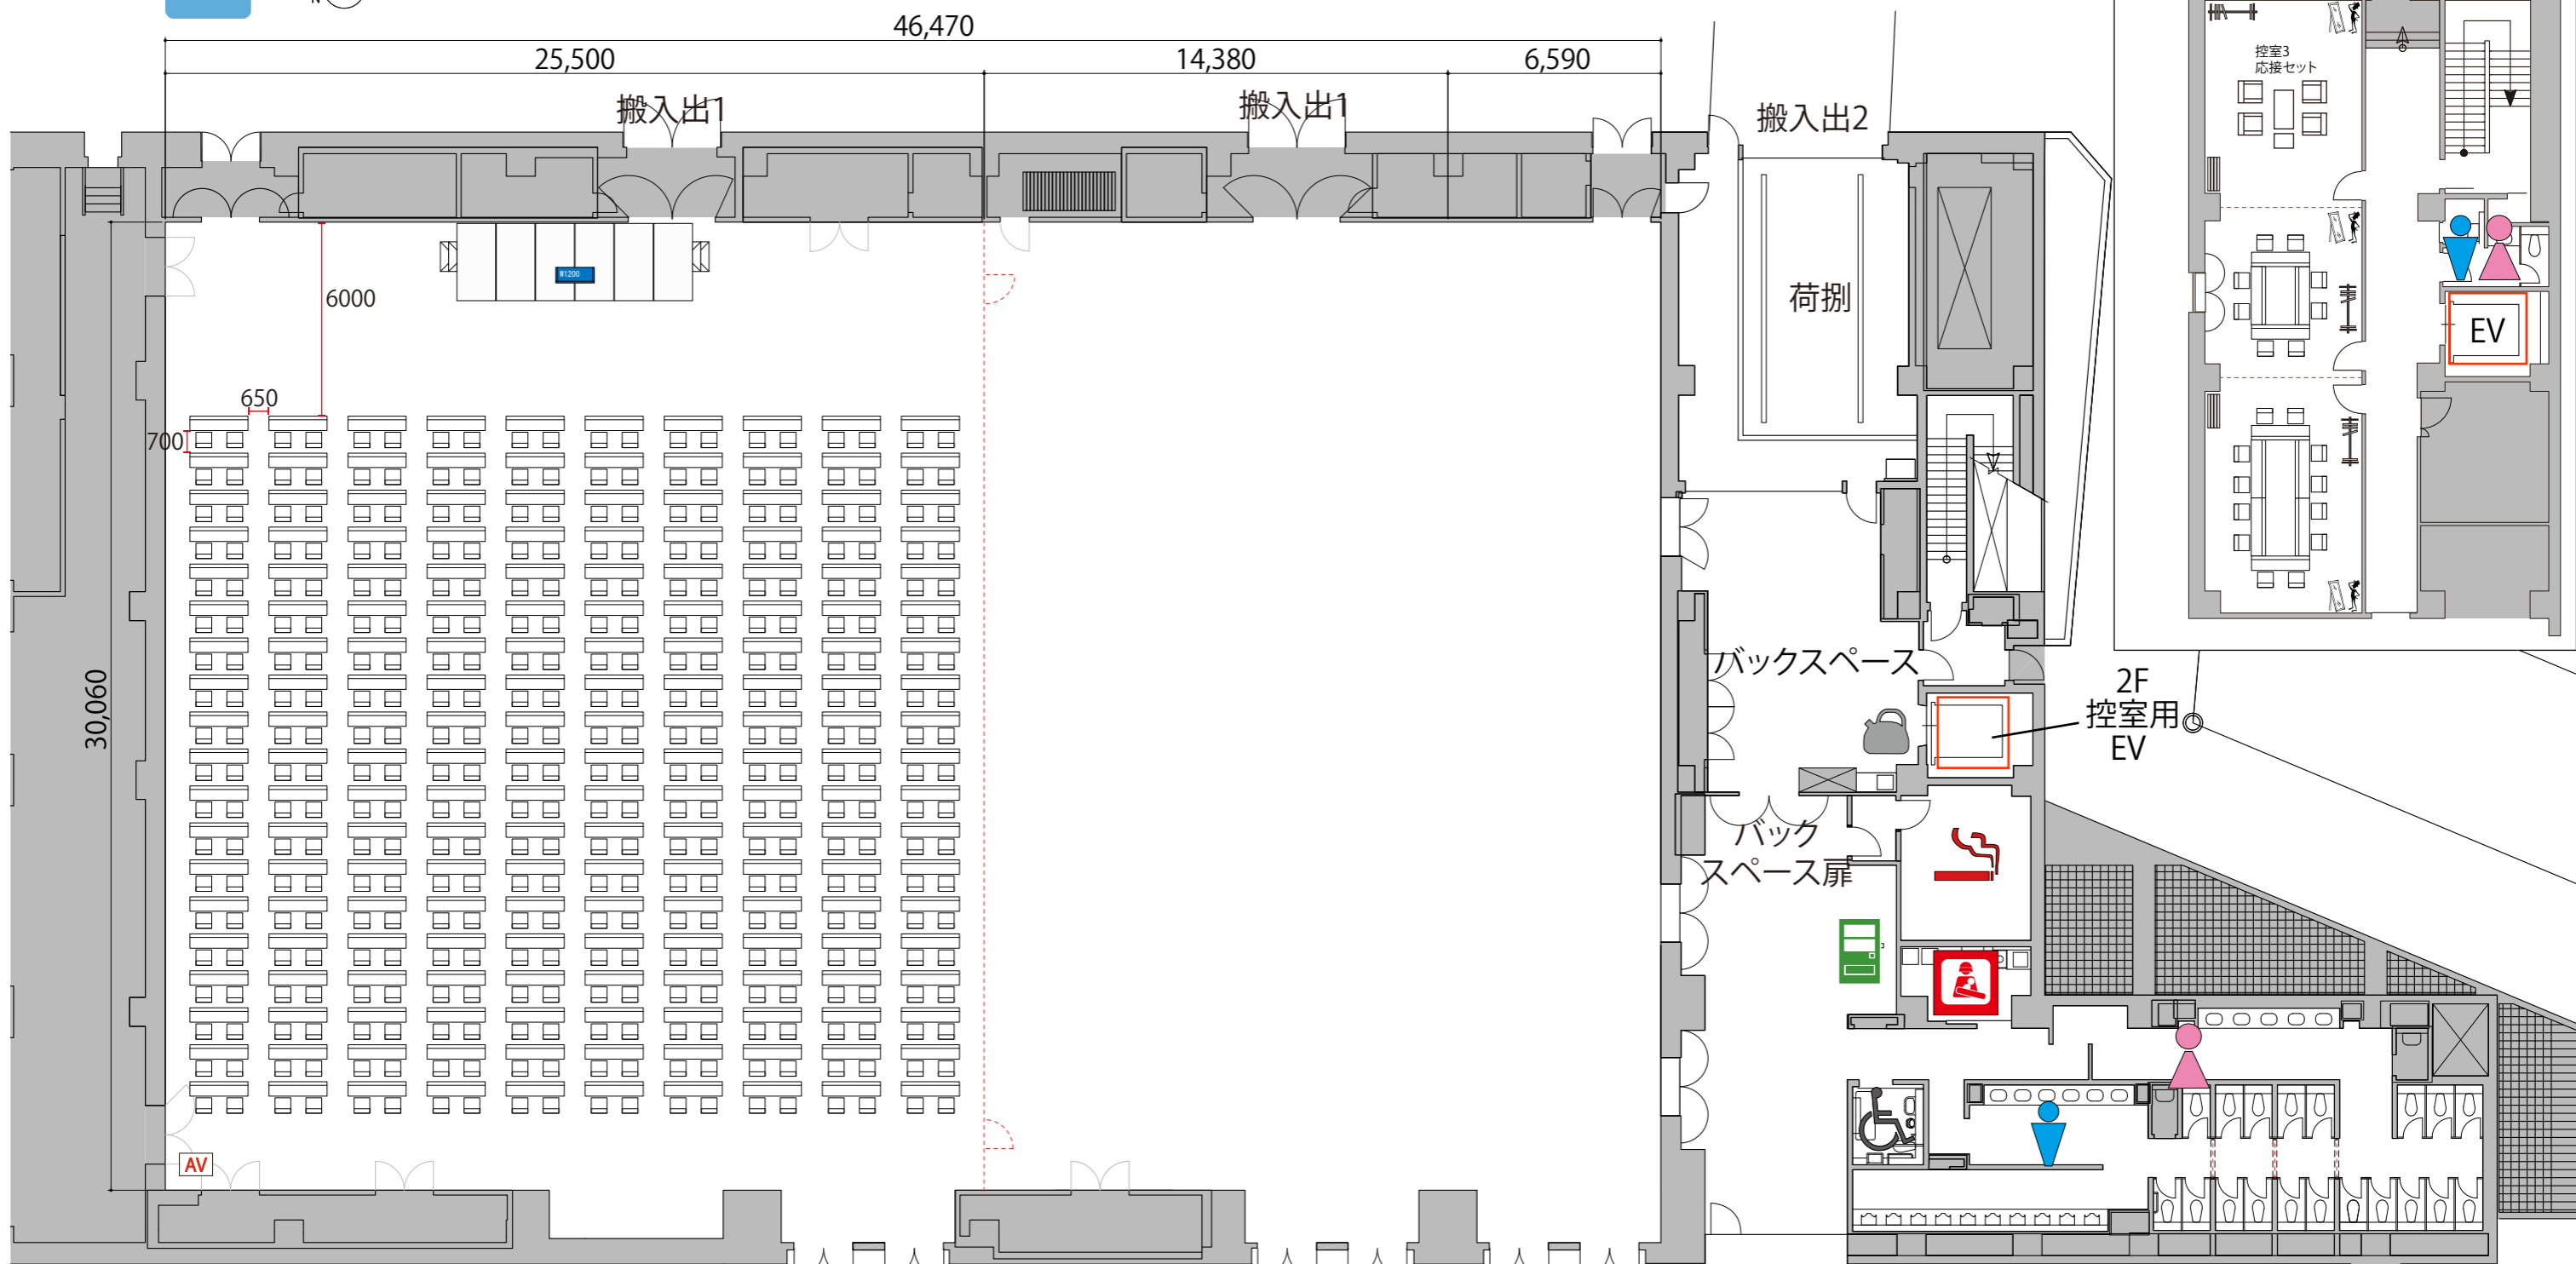 N
46,470
25,500
14,380
6,590
搬入出1
搬入出1
搬入出2
控室3
応接セット
W1200
6000
荷捌
EV
650
700
バックスペース
30,060
2F
控室用
EV
バック
スペース扉
AV